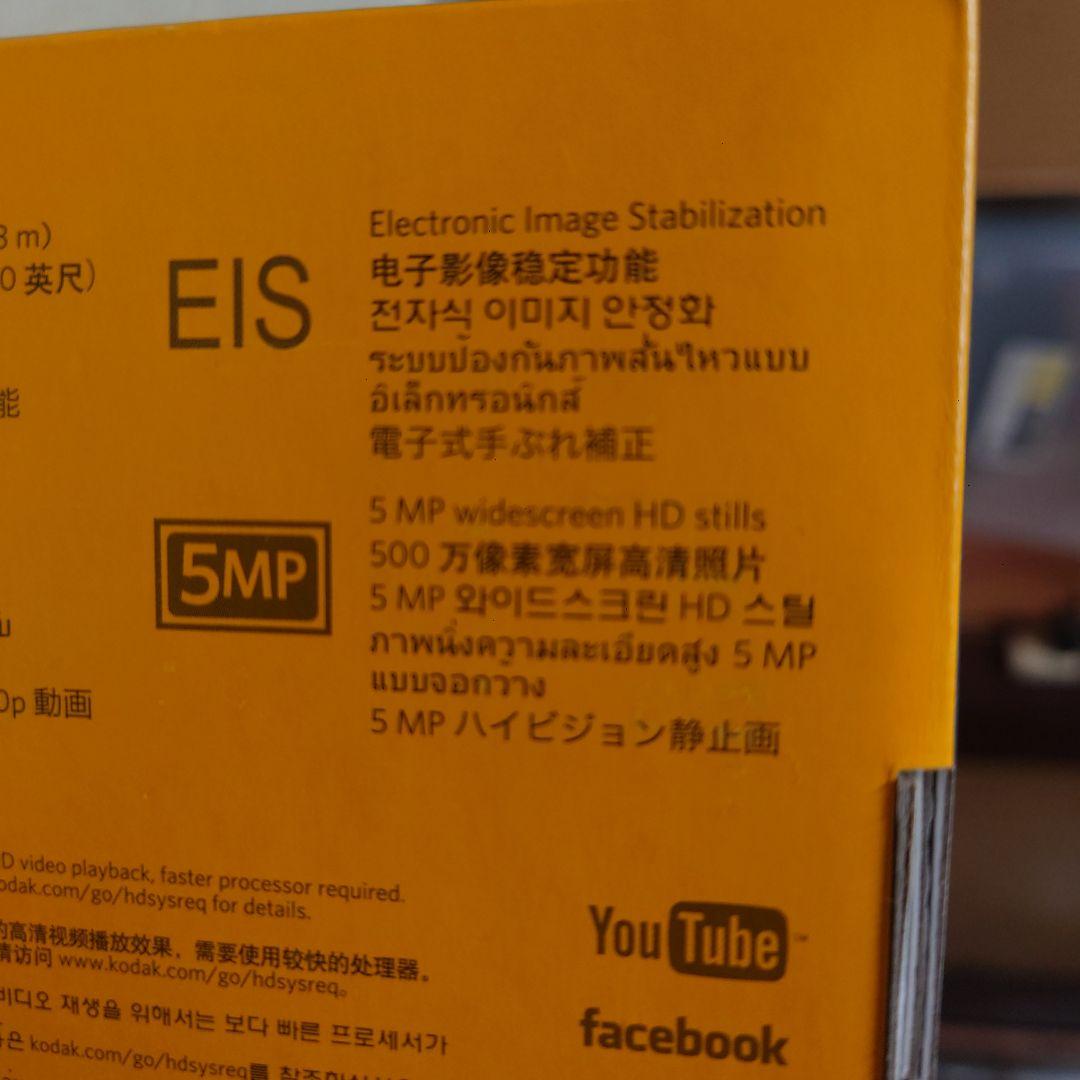 3 m)
0 英尺)
能
0p 動画
EIS
Electronic Image Stabilization
电子影像稳定功能
전자식 이미지 안정화
ระบบป้องกันภาพสั่นไหวแบบ
อิเล็กทรอนิกส์
電子式手ぶれ補正
5MP
5 MP widescreen HD stills
500 万像素宽屏高清照片
5 MP 와이드스크린 HD 스틸
ภาพนิ่งความละเอียดสูง 5 MP
แบบจอกว้าง
5 MP ハイビジョン静止画
D video playback, faster processor required.
odak.com/go/hdsysreq for details.
的高清视频播放效果，需要使用较快的处理器。
请访问 www.kodak.com/go/hdsysreq。
비디오 재생을 위해서는 보다 빠른 프로세서가
kodak.com/go/hdsysreq를
YouTube™
facebook